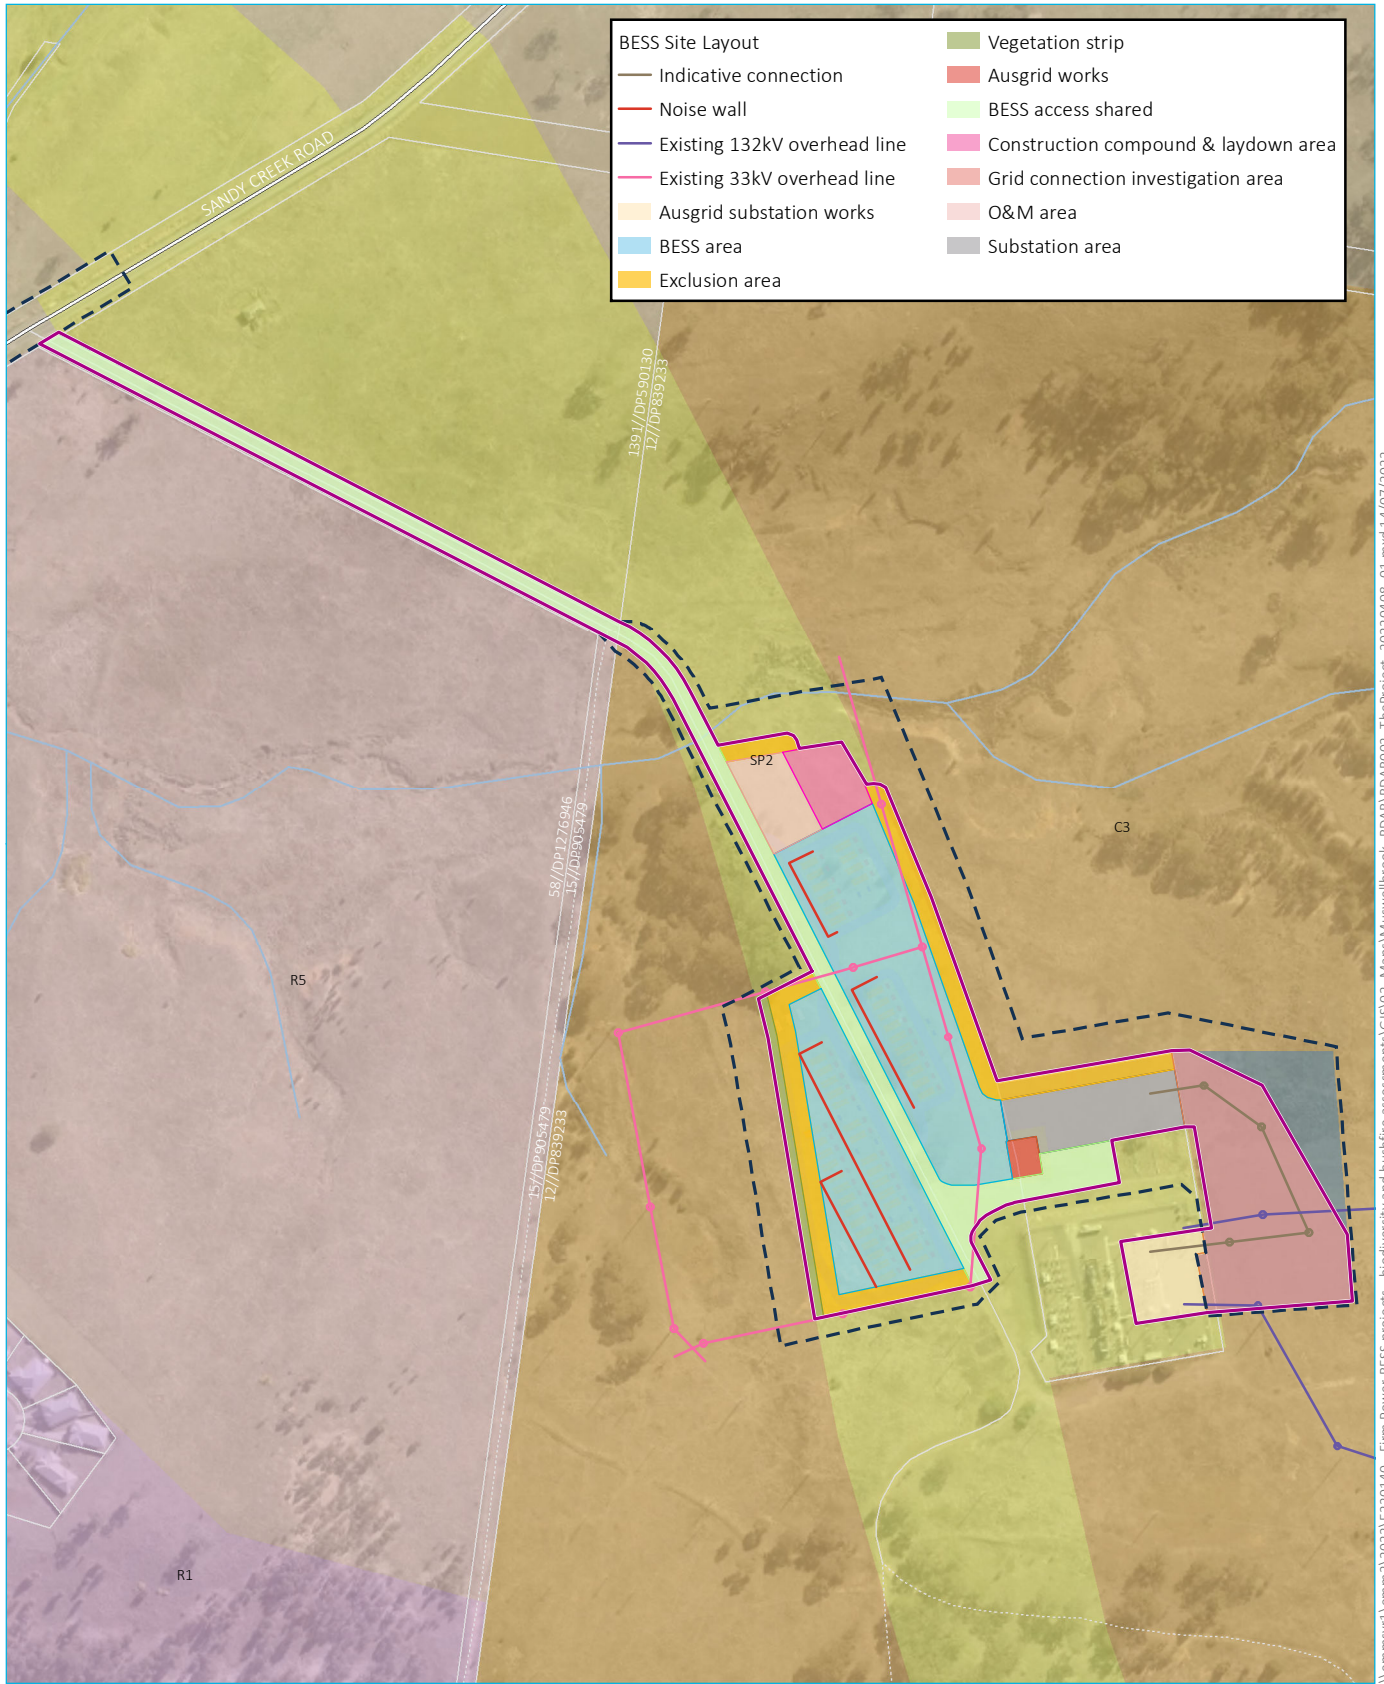 BESS Site Layout
Indicative connection
Noise wall
Existing 132kV overhead line
Existing 33kV overhead line
Ausgrid substation works
BESS area
Exclusion area
Vegetation strip
Ausgrid works
BESS access shared
Construction compound & laydown area
Grid connection investigation area
O&M area
Substation area
SANDY CREEK ROAD
1391//DP590130
12//DP839233
SP2
C3
58//DP1276946
15//DP905479
R5
15//DP905479
12//DP839233
R1